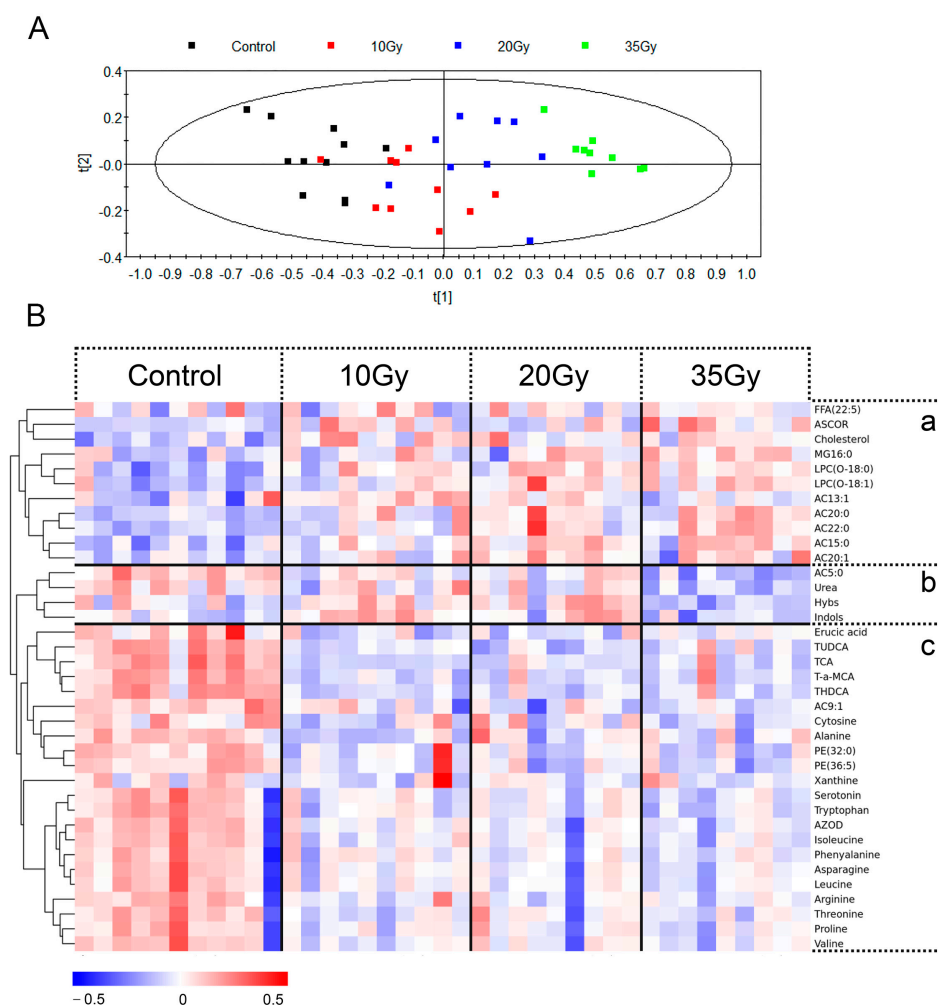 A
Control 10Gy 20Gy 35Gy
0.4
0.2
-0.0
-0.2
-0.4
t[2]
-1.0 -0.9 -0.8 -0.7 -0.6 -0.5 -0.4 -0.3 -0.2 -0.1 0.0 0.1 0.2 0.3 0.4 0.5 0.6 0.7 0.8 0.9 1.0
t[1]
B
Control 10Gy 20Gy 35Gy
FFA(22:5)
a
ASCOR
Cholesterol
MG16:0
LPC(O-18:0)
LPC(O-18:1)
AC13:1
AC20:0
AC22:0
AC15:0
AC20:1
AC5:0
b
Urea
Hybs
Indols
Erucic acid
c
TUDCA
TCA
T-a-MCA
THDCA
AC9:1
Cytosine
Alanine
PE(32:0)
PE(36:5)
Xanthine
Serotonin
Tryptophan
AZOD
Isoleucine
Phenyalanine
Asparagine
Leucine
Arginine
Threonine
Proline
Valine
−0.5 0 0.5